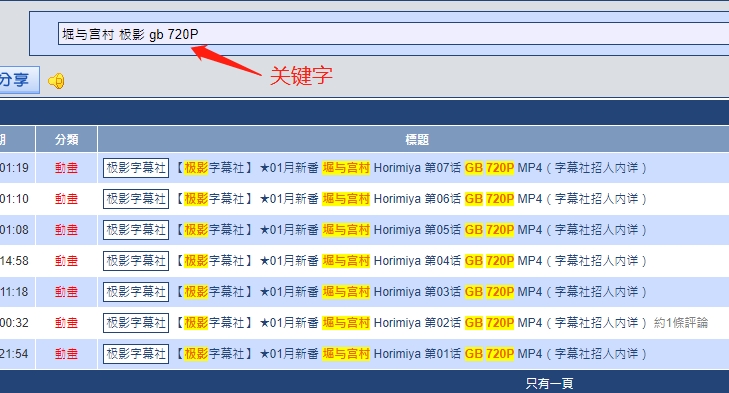 堀与宫村 极影 gb 720P
关键字
分享
期 分類 標題
01:19 動畫 极影字幕社 【极影字幕社】 ★01月新番 堀与宫村 Horimiya 第07话 GB 720P MP4（字幕社招人内详）
01:10 動畫 极影字幕社 【极影字幕社】 ★01月新番 堀与宫村 Horimiya 第06话 GB 720P MP4（字幕社招人内详）
01:08 動畫 极影字幕社 【极影字幕社】 ★01月新番 堀与宫村 Horimiya 第05话 GB 720P MP4（字幕社招人内详）
14:58 動畫 极影字幕社 【极影字幕社】 ★01月新番 堀与宫村 Horimiya 第04话 GB 720P MP4（字幕社招人内详）
11:18 動畫 极影字幕社 【极影字幕社】 ★01月新番 堀与宫村 Horimiya 第03话 GB 720P MP4（字幕社招人内详）
00:32 動畫 极影字幕社 【极影字幕社】 ★01月新番 堀与宫村 Horimiya 第02话 GB 720P MP4（字幕社招人内详） 約1條評論
21:54 動畫 极影字幕社 【极影字幕社】 ★01月新番 堀与宫村 Horimiya 第01话 GB 720P MP4（字幕社招人内详）
只有一頁